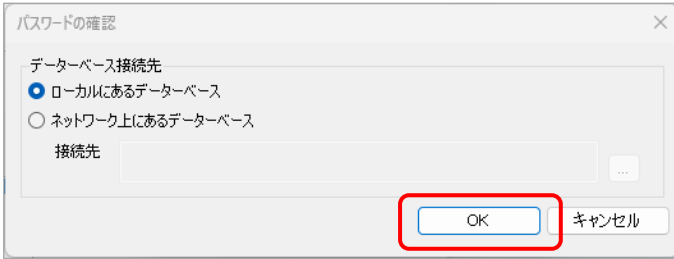 パスワードの確認
データーベース接続先
ローカルにあるデーターベース
ネットワーク上にあるデーターベース
接続先
...
OK
キャンセル